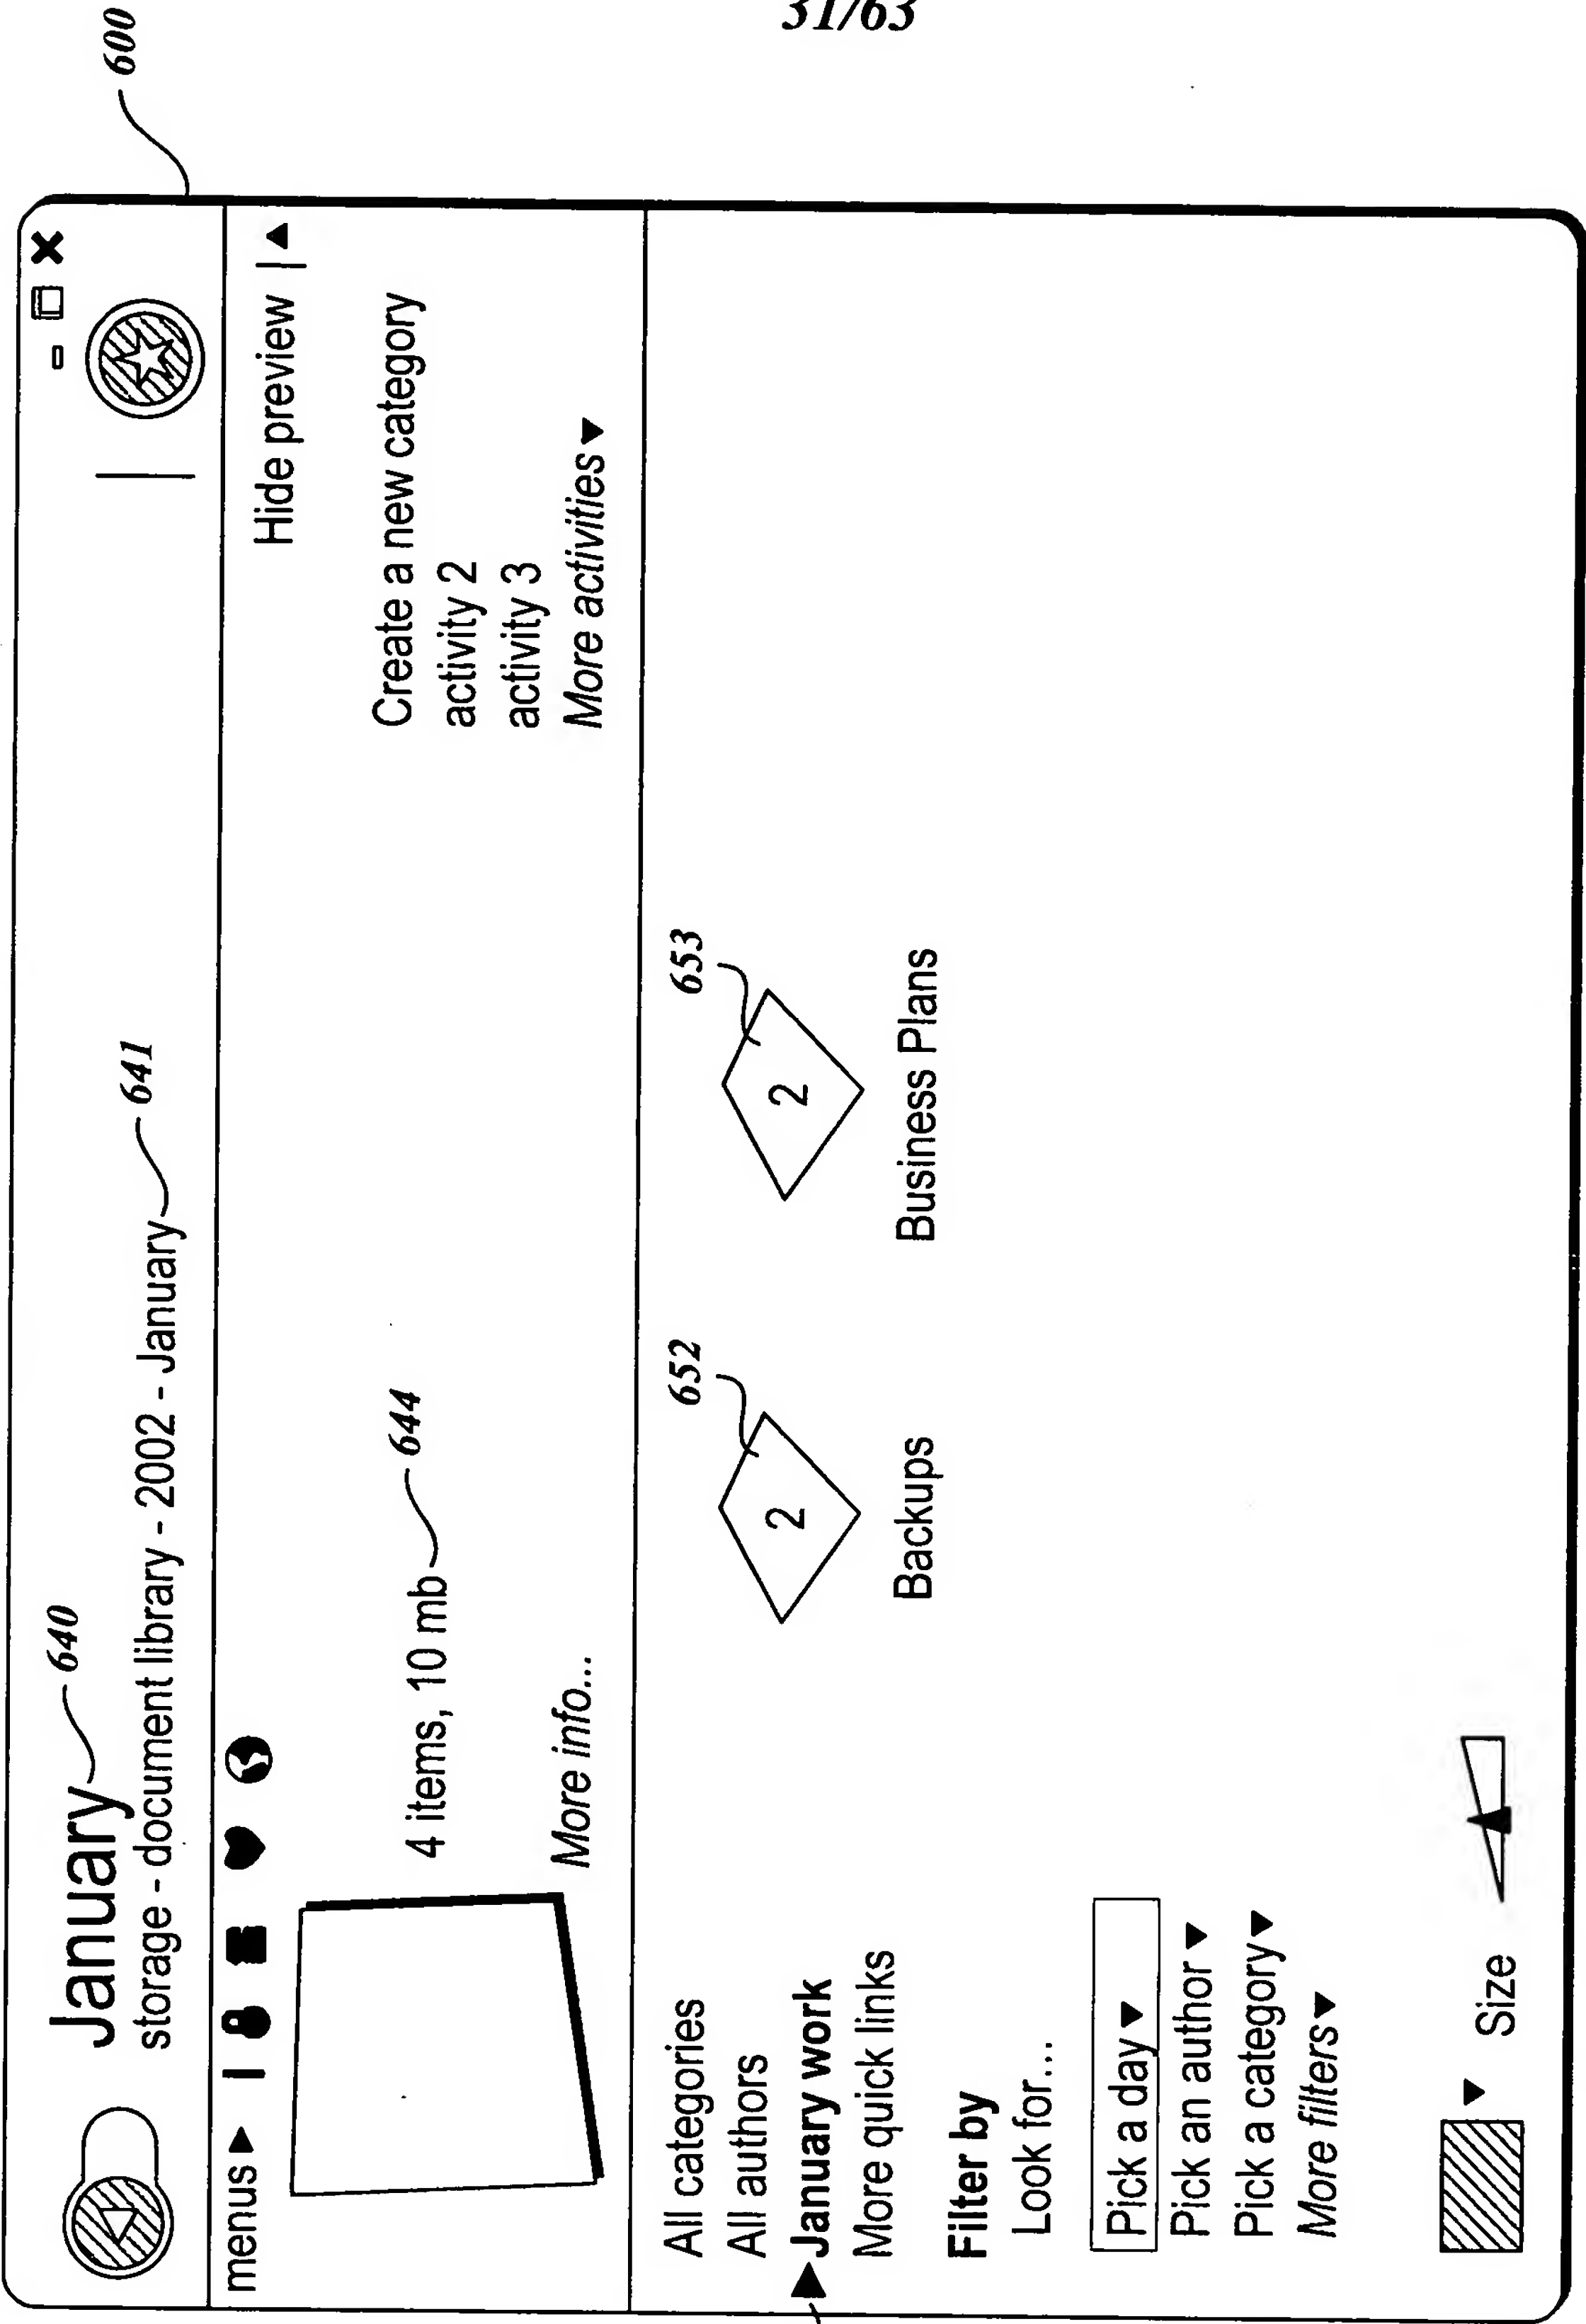 31/63
600
January
640
storage - document library - 2002 - January
641
menus
Hide preview
4 items, 10 mb
644
More info...
Create a new category
activity 2
activity 3
More activities
All categories
All authors
January work
More quick links
Filter by
Look for...
Pick a day
Pick an author
Pick a category
More filters
Size
652
2
Backups
653
2
Business Plans